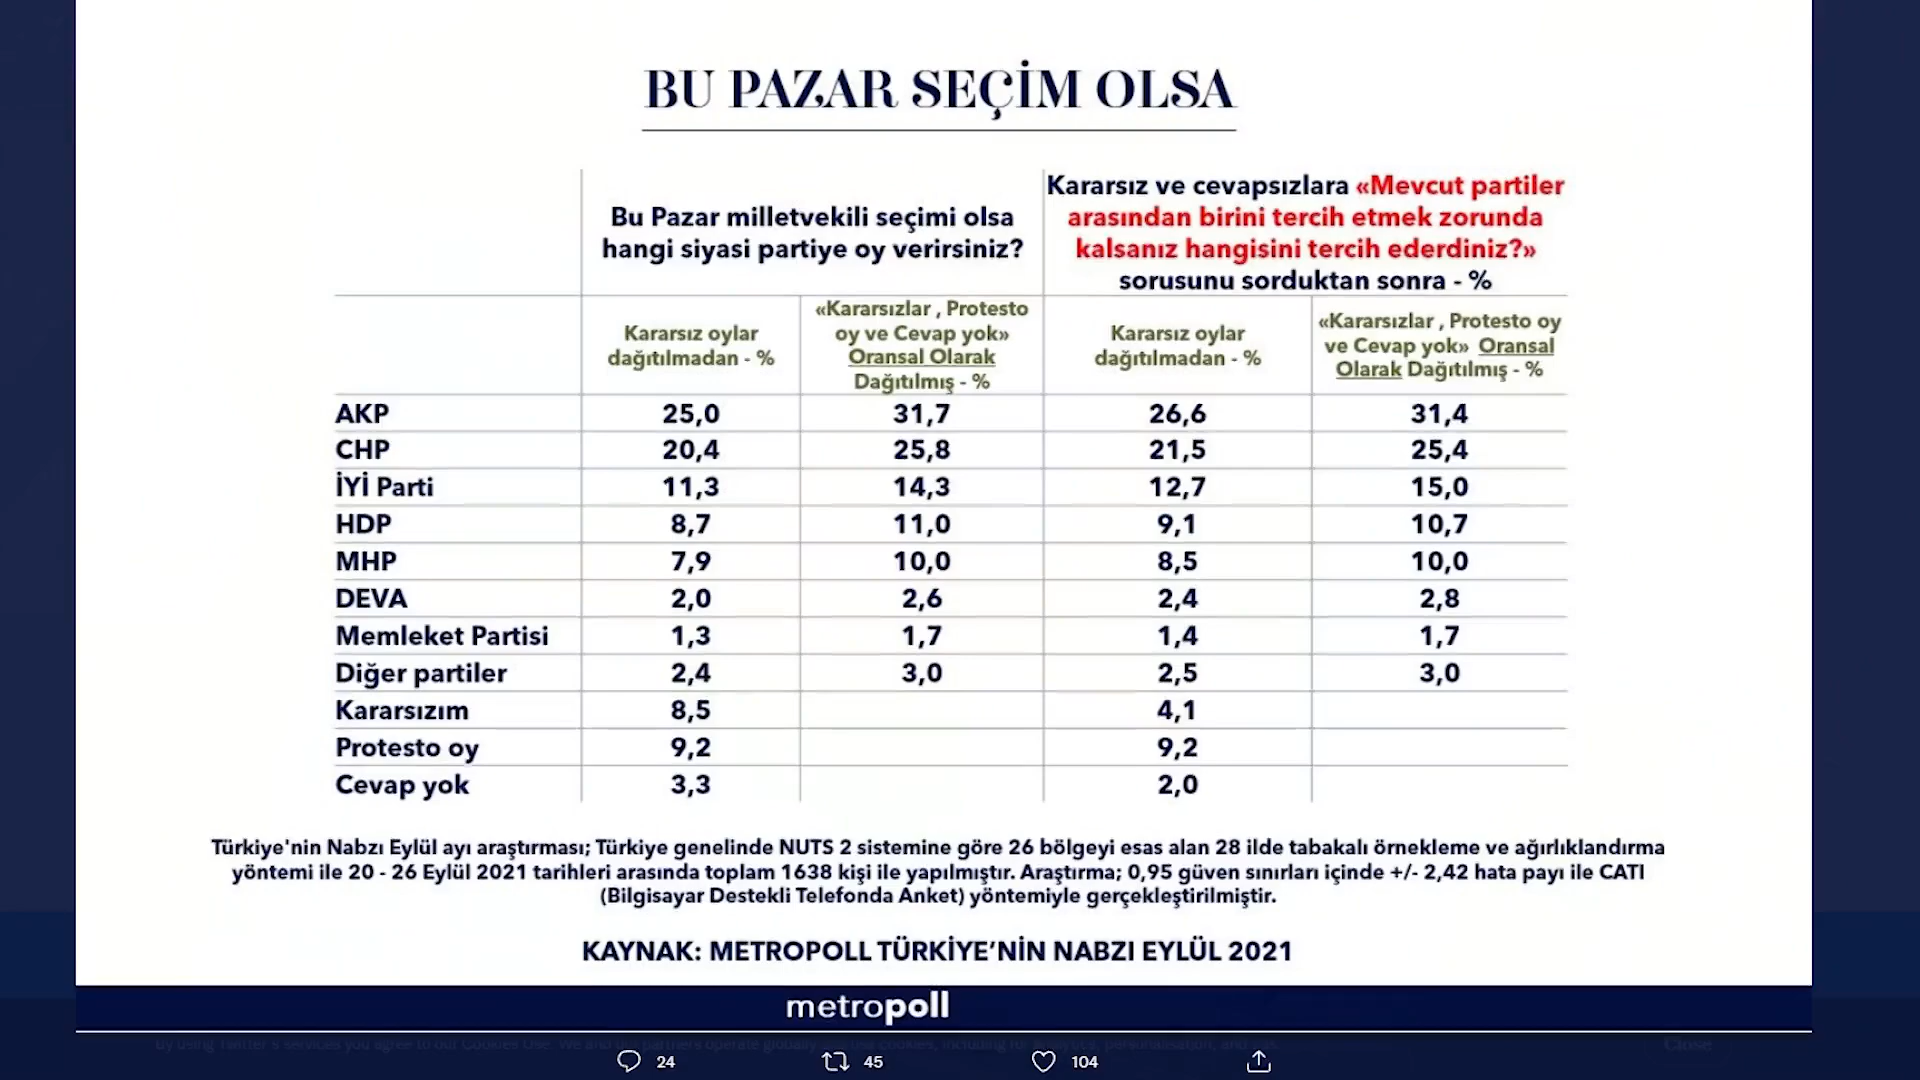 BU PAZAR SEÇİM OLSA
Bu Pazar milletvekili seçimi olsa
hangi siyasi partiye oy verirsiniz?
Kararsız ve cevapsızlara «Mevcut partiler
arasından birini tercih etmek zorunda
kalsanız hangisini tercih ederdiniz?»
sorusunu sorduktan sonra - %
Kararsız oylar
dağıtılmadan - %
«Kararsızlar , Protesto
oy ve Cevap yok»
Oransal Olarak
Dağıtılmış - %
Kararsız oylar
dağıtılmadan - %
«Kararsızlar , Protesto oy
ve Cevap yok» Oransal
Olarak Dağıtılmış - %
AKP 25,0 31,7 26,6 31,4
CHP 20,4 25,8 21,5 25,4
İYİ Parti 11,3 14,3 12,7 15,0
HDP 8,7 11,0 9,1 10,7
MHP 7,9 10,0 8,5 10,0
DEVA 2,0 2,6 2,4 2,8
Memleket Partisi 1,3 1,7 1,4 1,7
Diğer partiler 2,4 3,0 2,5 3,0
Kararsızım 8,5 4,1
Protesto oy 9,2 9,2
Cevap yok 3,3 2,0
Türkiye'nin Nabzı Eylül ayı araştırması; Türkiye genelinde NUTS 2 sistemine göre 26 bölgeyi esas alan 28 ilde tabakalı örnekleme ve ağırlıklandırma
yöntemi ile 20 - 26 Eylül 2021 tarihleri arasında toplam 1638 kişi ile yapılmıştır. Araştırma; 0,95 güven sınırları içinde +/- 2,42 hata payı ile CATI
(Bilgisayar Destekli Telefonda Anket) yöntemiyle gerçekleştirilmiştir.
KAYNAK: METROPOLL TÜRKİYE’NİN NABZI EYLÜL 2021
metropoll
24 45 104